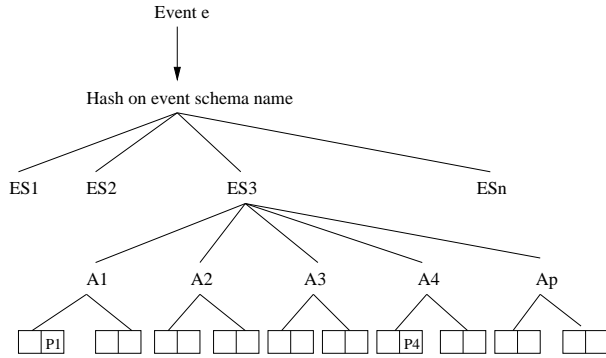 Event e
Hash on event schema name
ES1 ES2 ES3 ESn
A1 A2 A3 A4 Ap
P1 P4